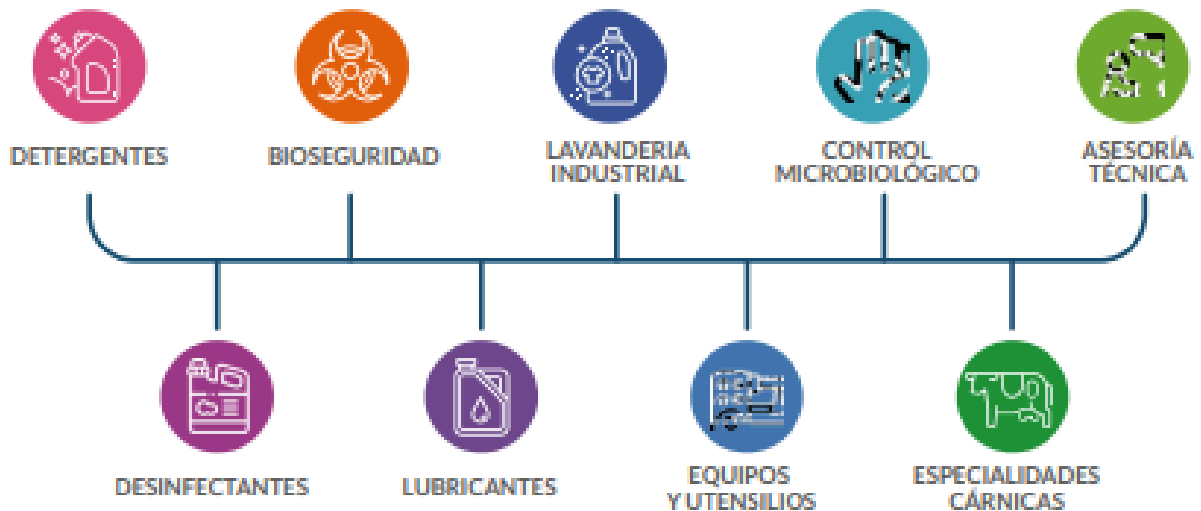 DETERGENTES
BIOSEGURIDAD
LAVANDERIA
INDUSTRIAL
CONTROL
MICROBIOLÓGICO
ASESORÍA
TÉCNICA
DESINFECTANTES
LUBRICANTES
EQUIPOS
Y UTENSILIOS
ESPECIALIDADES
CÁRNICAS